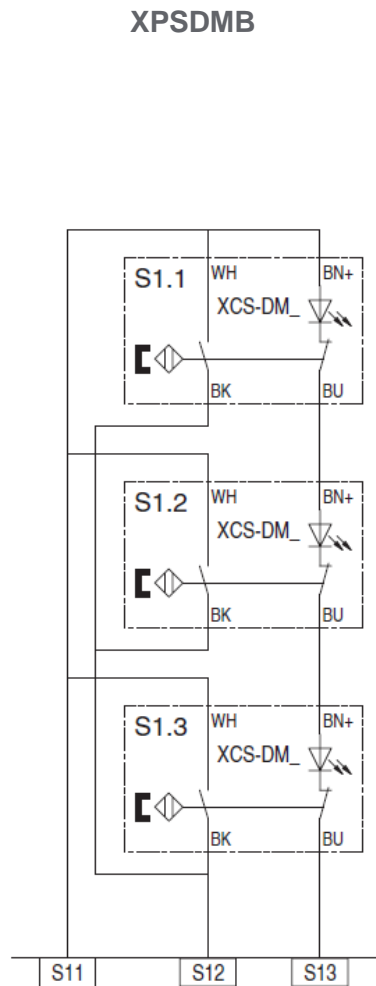 XPSDMB
S1.1 WH BN+
XCS-DM_
BK BU
S1.2 WH BN+
XCS-DM_
BK BU
S1.3 WH BN+
XCS-DM_
BK BU
S11 S12 S13